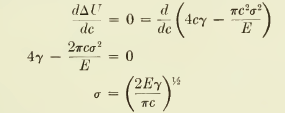 dΔU/dc = 0 = d/dc (4cγ − πc²σ²/E)
4γ − 2πcσ²/E = 0
σ = (2Eγ/πc)^½